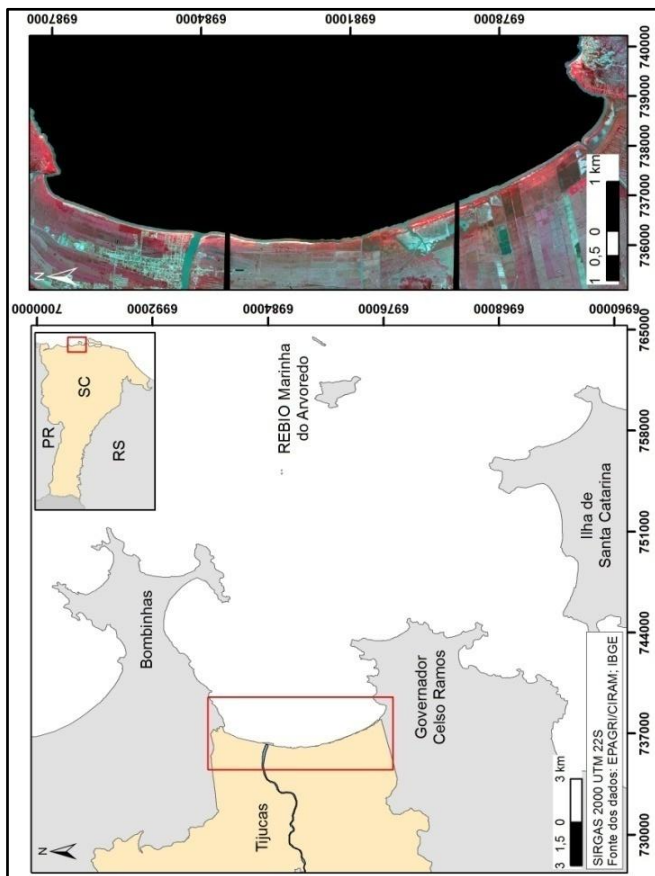 N
PR
SC
RS
Bombinhas
Tijucas
Governador
Celso Ramos
REBIO Marinha
do Arvoredo
Ilha de
Santa Catarina
3 1,5 0 3 km
SIRGAS 2000 UTM 22S
Fonte dos dados: EPAGRI/CIRAM; IBGE
730000 737000 744000 751000 758000 765000
7000000
6992000
6984000
6976000
6968000
6960000
N
1 0,5 0 1 km
6987000
6984000
6981000
6978000
736000 737000 738000 739000 740000